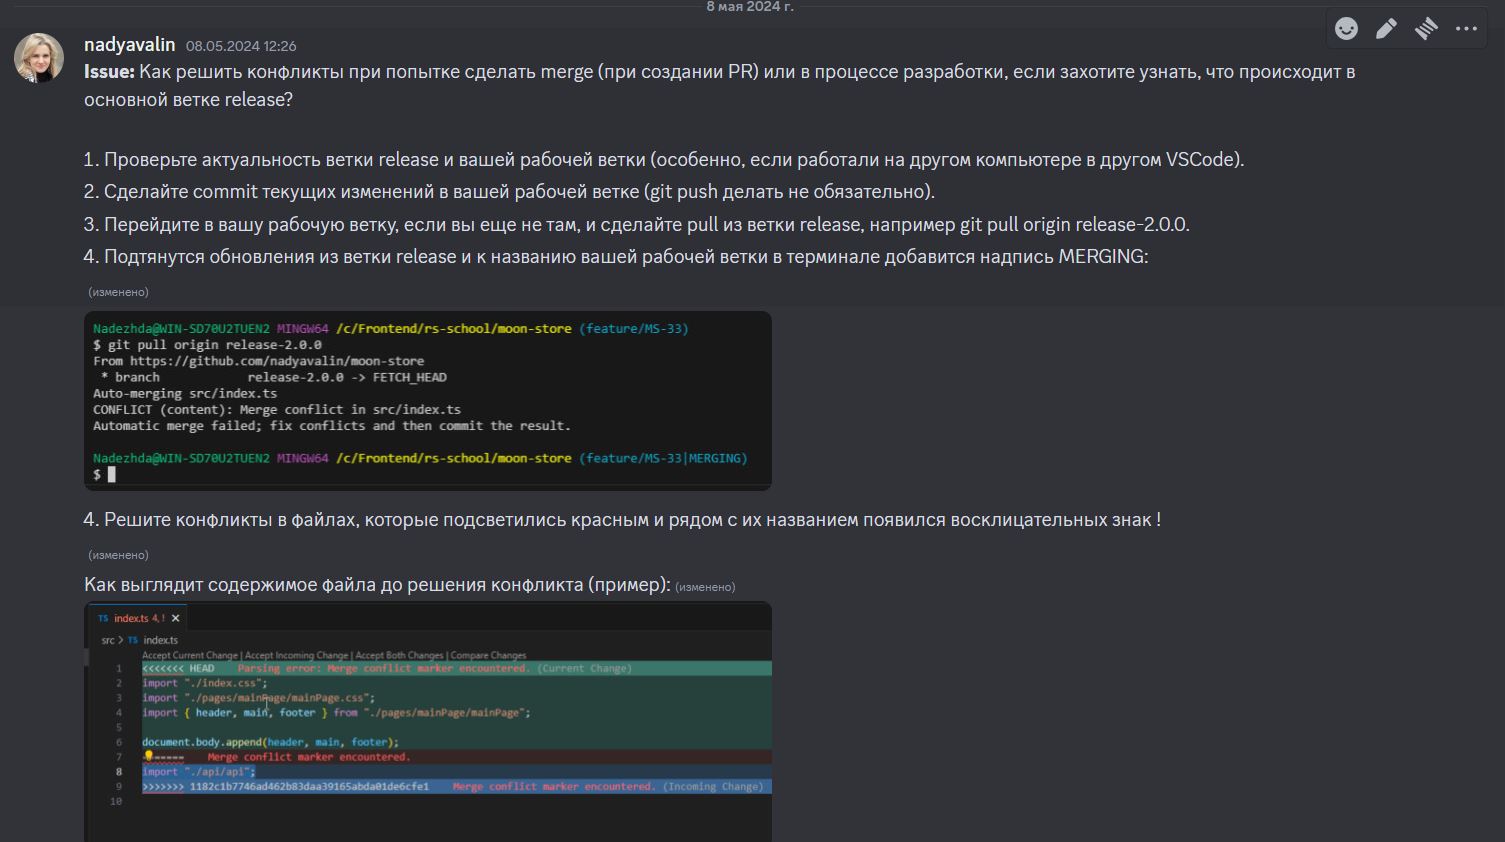 8 мая 2024 г.
nadyavalin 08.05.2024 12:26
Issue: Как решить конфликты при попытке сделать merge (при создании PR) или в процессе разработки, если захотите узнать, что происходит в
основной ветке release?
1. Проверьте актуальность ветки release и вашей рабочей ветки (особенно, если работали на другом компьютере в другом VSCode).
2. Сделайте commit текущих изменений в вашей рабочей ветке (git push делать не обязательно).
3. Перейдите в вашу рабочую ветку, если вы еще не там, и сделайте pull из ветки release, например git pull origin release-2.0.0.
4. Подтянутся обновления из ветки release и к названию вашей рабочей ветки в терминале добавится надпись MERGING:
(изменено)
Nadezhda@WIN-SD70U2TUEN2 MINGW64 /c/Frontend/rs-school/moon-store (feature/MS-33)
$ git pull origin release-2.0.0
From https://github.com/nadyavalin/moon-store
* branch release-2.0.0 -> FETCH_HEAD
Auto-merging src/index.ts
CONFLICT (content): Merge conflict in src/index.ts
Automatic merge failed; fix conflicts and then commit the result.
Nadezhda@WIN-SD70U2TUEN2 MINGW64 /c/Frontend/rs-school/moon-store (feature/MS-33|MERGING)
$
4. Решите конфликты в файлах, которые подсветились красным и рядом с их названием появился восклицательных знак !
(изменено)
Как выглядит содержимое файла до решения конфликта (пример): (изменено)
TS index.ts 4, ! ×
src > TS index.ts
Accept Current Change | Accept Incoming Change | Accept Both Changes | Compare Changes
1 <<<<<<< HEAD Parsing error: Merge conflict marker encountered. (Current Change)
2 import "./index.css";
3 import "./pages/mainPage/mainPage.css";
4 import { header, main, footer } from "./pages/mainPage/mainPage";
5
6 document.body.append(header, main, footer);
7 ======= Merge conflict marker encountered.
8 import "./api/api";
9 >>>>>>> 1182c1b7746ad462b83daa39165abda01de6cfe1 Merge conflict marker encountered. (Incoming Change)
10